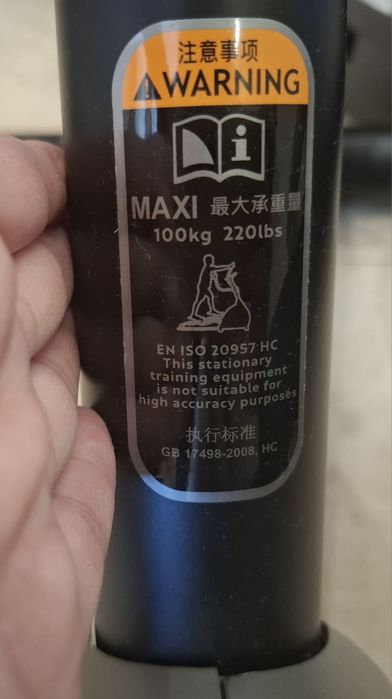 注意事项
WARNING
i
MAXI 最大承重量
100kg 220lbs
EN ISO 20957 HC
This stationary
training equipment
is not suitable for
high accuracy purposes
执行标准
GB 17498-2008, HC